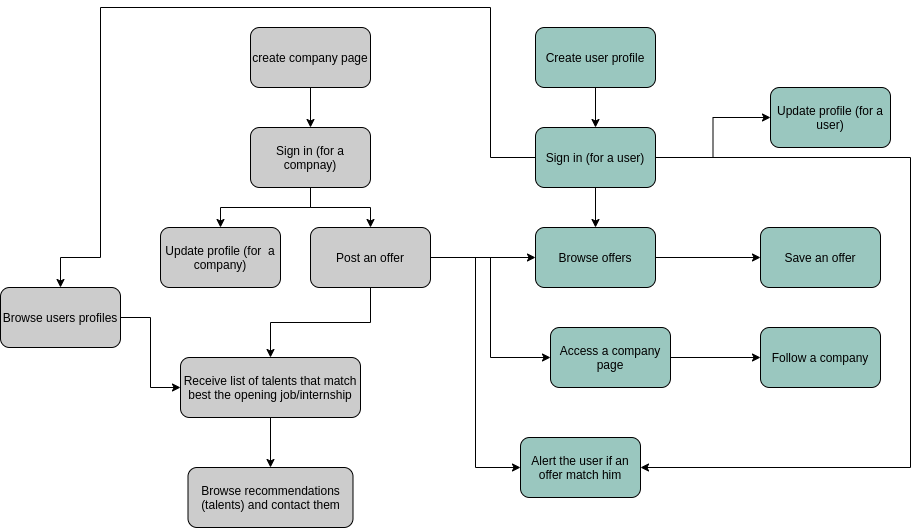 create company page
Create user profile
Update profile (for a
user)
Sign in (for a
compnay)
Sign in (for a user)
Update profile (for  a
company)
Post an offer
Browse offers
Save an offer
Browse users profiles
Access a company
page
Follow a company
Receive list of talents that match
best the opening job/internship
Alert the user if an
offer match him
Browse recommendations
(talents) and contact them